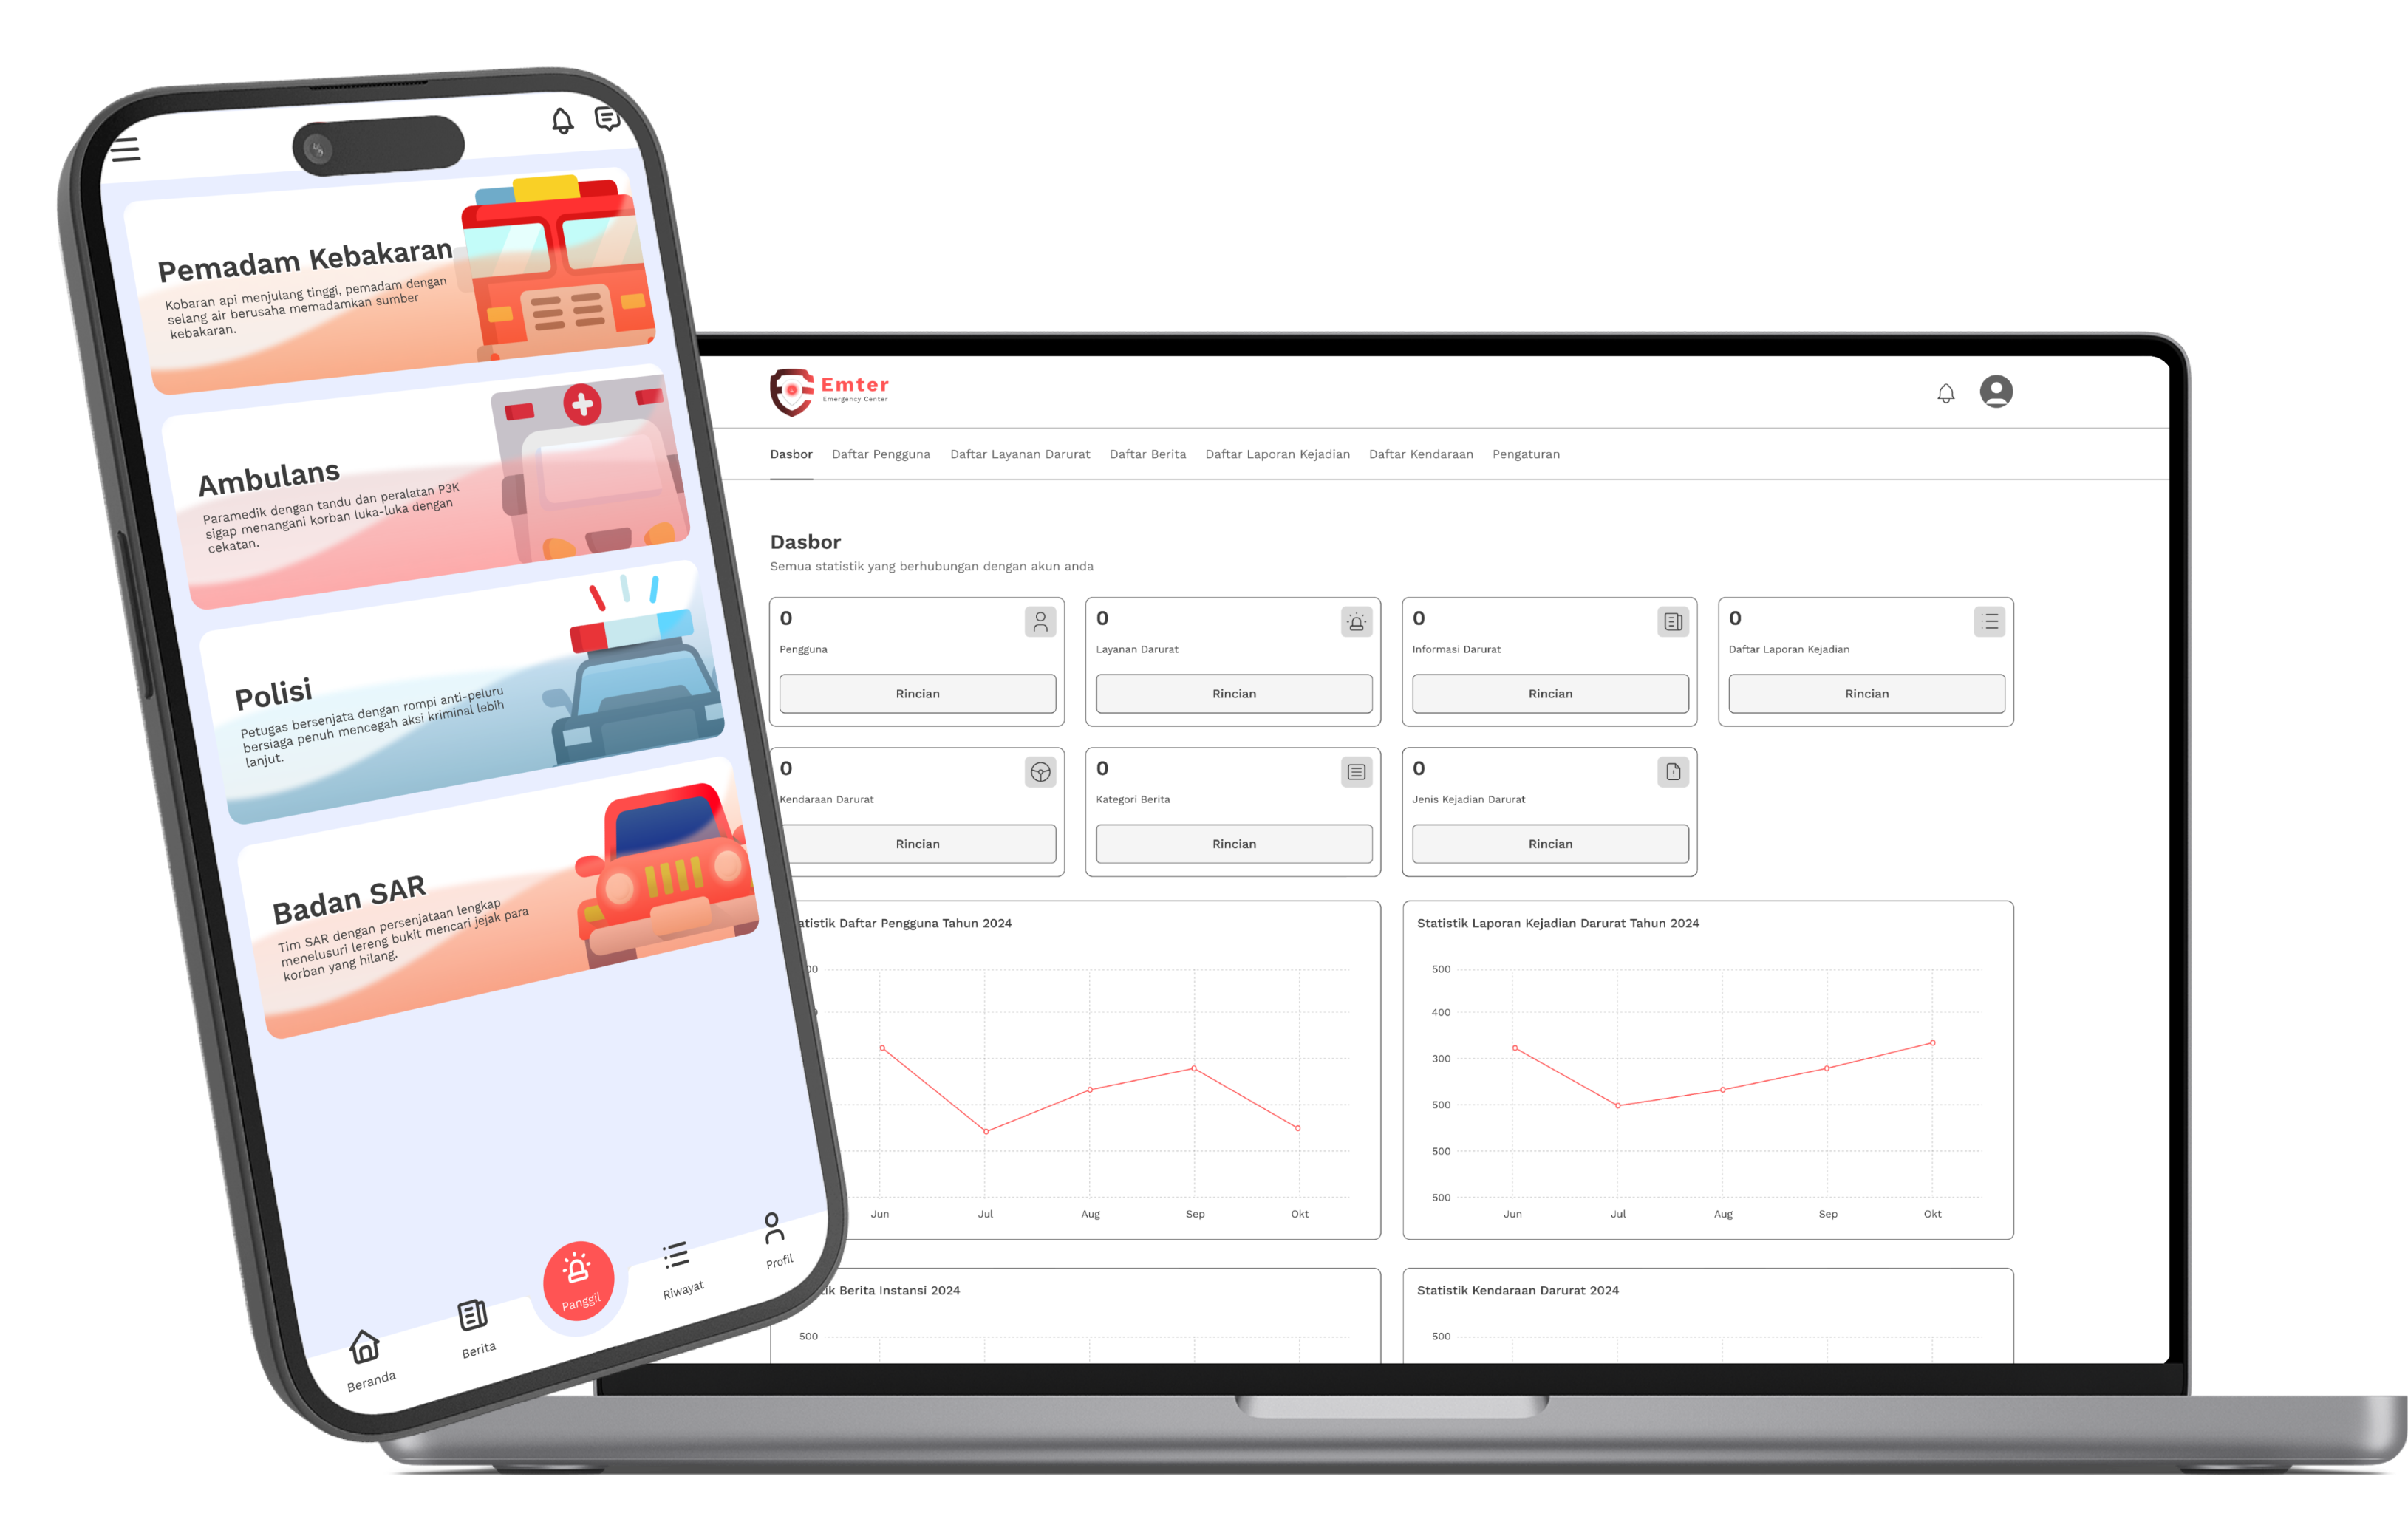 Pemadam Kebakaran
Kobaran api menjulang tinggi, pemadam dengan
selang air berusaha memadamkan sumber
kebakaran.
Ambulans
Paramedik dengan tandu dan peralatan P3K
sigap menangani korban luka-luka dengan
cekatan.
Polisi
Petugas bersenjata dengan rompi anti-peluru
bersiaga penuh mencegah aksi kriminal lebih
lanjut.
Badan SAR
Tim SAR dengan persenjataan lengkap
menelusuri lereng bukit mencari jejak para
korban yang hilang.
Beranda
Berita
Panggil
Riwayat
Profil
Emter
Emergency Center
Dasbor Daftar Pengguna Daftar Layanan Darurat Daftar Berita Daftar Laporan Kejadian Daftar Kendaraan Pengaturan
Dasbor
Semua statistik yang berhubungan dengan akun anda
0 0 0 0
Pengguna Layanan Darurat Informasi Darurat Daftar Laporan Kejadian
Rincian Rincian Rincian Rincian
0 0 0
Kendaraan Darurat Kategori Berita Jenis Kejadian Darurat
Rincian Rincian Rincian
Daftar Pengguna Tahun 2024
Jun Jul Aug Sep Okt
Statistik Laporan Kejadian Darurat Tahun 2024
500
400
300
500
500
500
Jun Jul Aug Sep Okt
Berita Instansi 2024
500
Statistik Kendaraan Darurat 2024
500